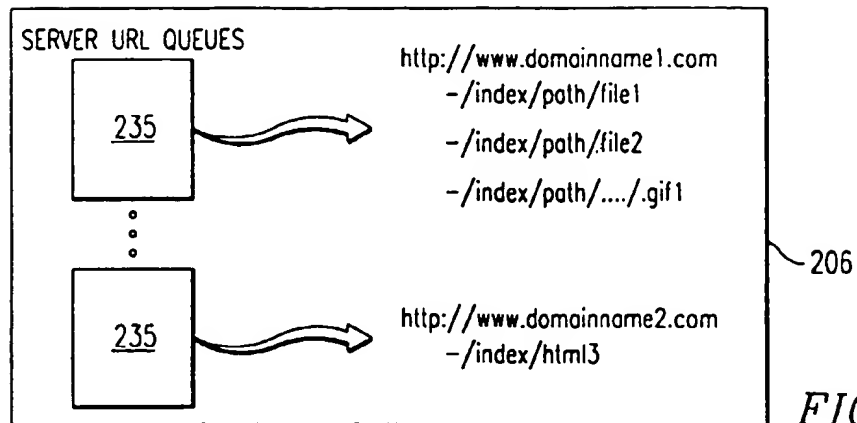 SERVER URL QUEUES
235
http://www.domainname1.com
-/index/path/file1
-/index/path/.file2
-/index/path/..../.gif1
206
235
http://www.domainname2.com
-/index/html3